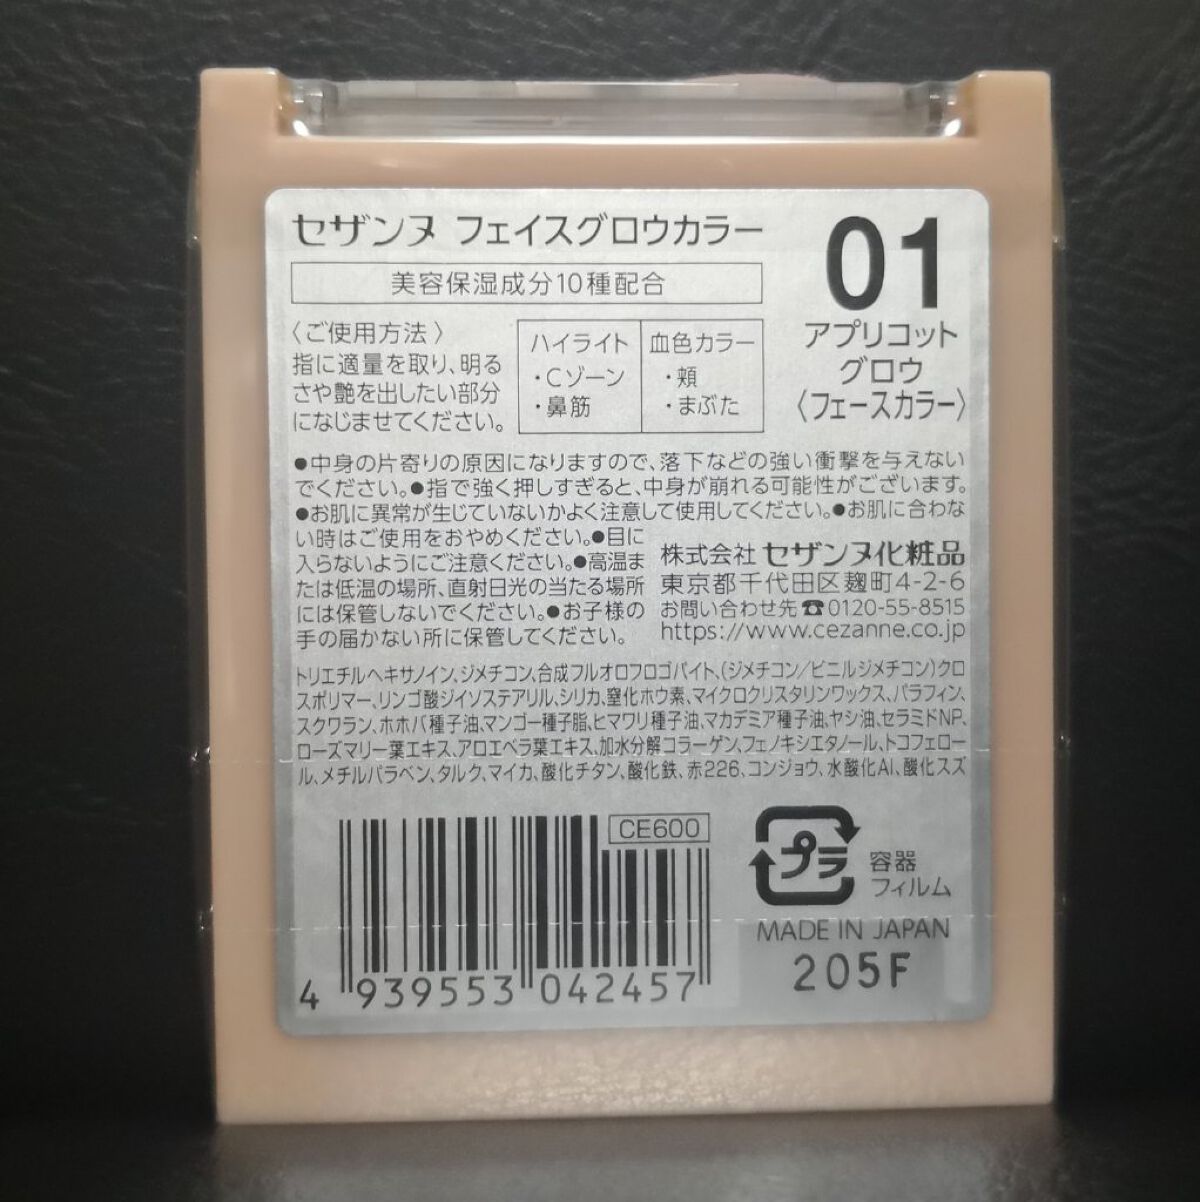 セザンヌ フェイスグロウカラー
美容保湿成分10種配合
01
アプリコット
グロウ
〈フェースカラー〉
〈ご使用方法〉
指に適量を取り、明る
さや艶を出したい部分
になじませてください。
ハイライト
・Cゾーン
・鼻筋
血色カラー
・頬
・まぶた
●中身の片寄りの原因になりますので、落下などの強い衝撃を与えない
でください。●指で強く押しすぎると、中身が崩れる可能性がございます。
●お肌に異常が生じていないかよく注意して使用してください。●お肌に合わな
い時はご使用をおやめください。●目に
入らないようにご注意ください。●高温ま
たは低温の場所、直射日光の当たる場所
には保管しないでください。●お子様の
手の届かない所に保管してください。
株式会社 セザンヌ化粧品
東京都千代田区麹町4-2-6
お問い合わせ先☎0120-55-8515
https://www.cezanne.co.jp
トリエチルヘキサノイン、ジメチコン、合成フルオロフロゴパイト、(ジメチコン/ビニルジメチコン)クロ
スポリマー、リンゴ酸ジイソステアリル、シリカ、窒化ホウ素、マイクロクリスタリンワックス、パラフィン、
スクワラン、ホホバ種子油、マンゴー種子脂、ヒマワリ種子油、マカデミア種子油、ヤシ油、セラミドNP、
ローズマリー葉エキス、アロエベラ葉エキス、加水分解コラーゲン、フェノキシエタノール、トコフェロー
ル、メチルパラベン、タルク、マイカ、酸化チタン、酸化鉄、赤226、コンジョウ、水酸化Al、酸化スズ
CE600
4 939553 042457
プラ
容器
フィルム
MADE IN JAPAN
205F